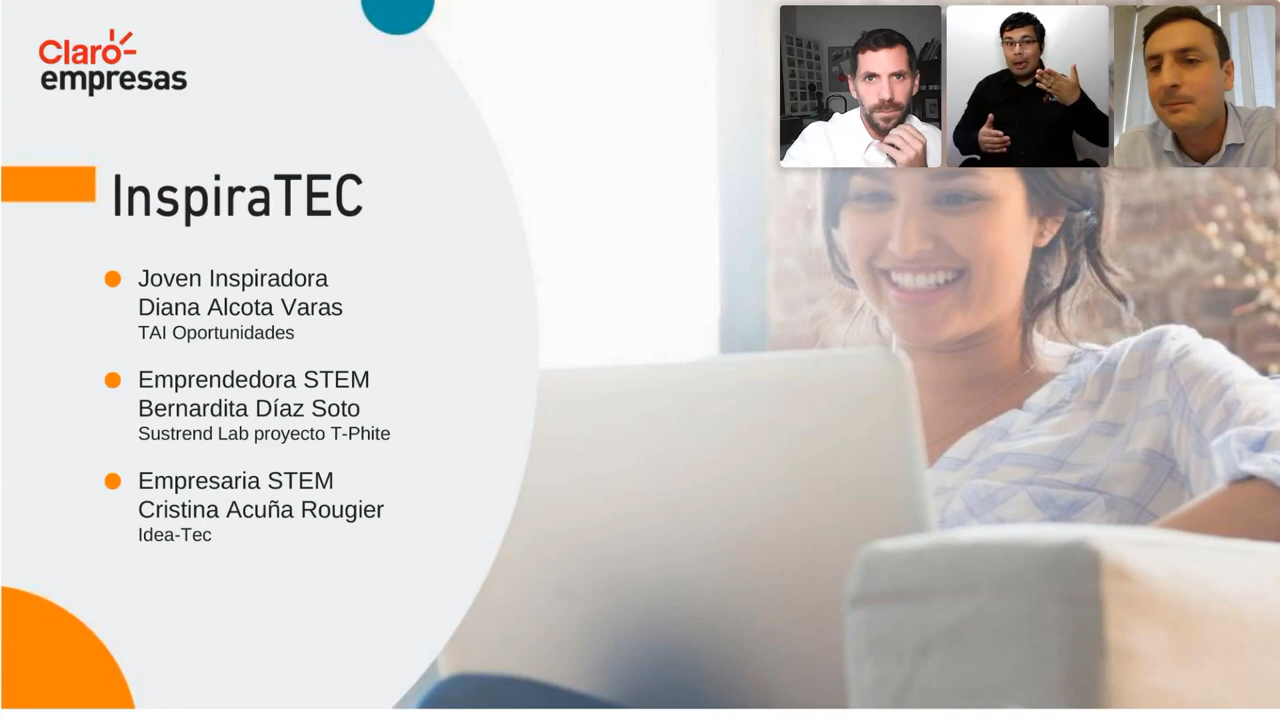 Claro
empresas
InspiraTEC
Joven Inspiradora
Diana Alcota Varas
TAI Oportunidades
Emprendedora STEM
Bernardita Díaz Soto
Sustrend Lab proyecto T-Phite
Empresaria STEM
Cristina Acuña Rougier
Idea-Tec